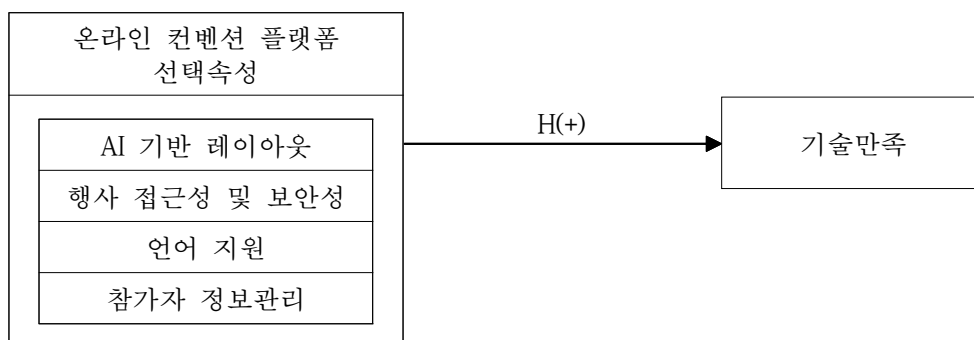 온라인 컨벤션 플랫폼
선택속성
AI 기반 레이아웃
행사 접근성 및 보안성
언어 지원
참가자 정보관리
H(+)
기술만족